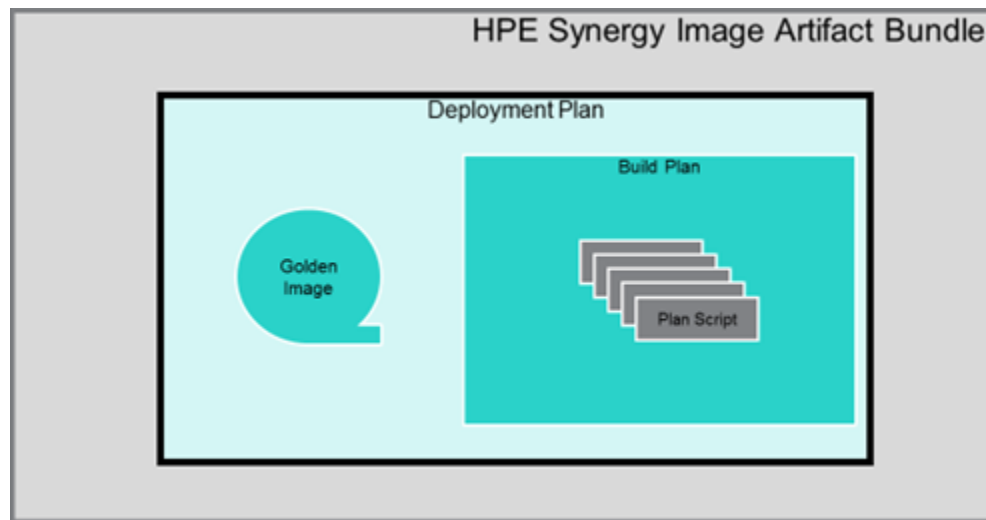 HPE Synergy Image Artifact Bundle
Deployment Plan
Build Plan
Golden
Image
Plan Script